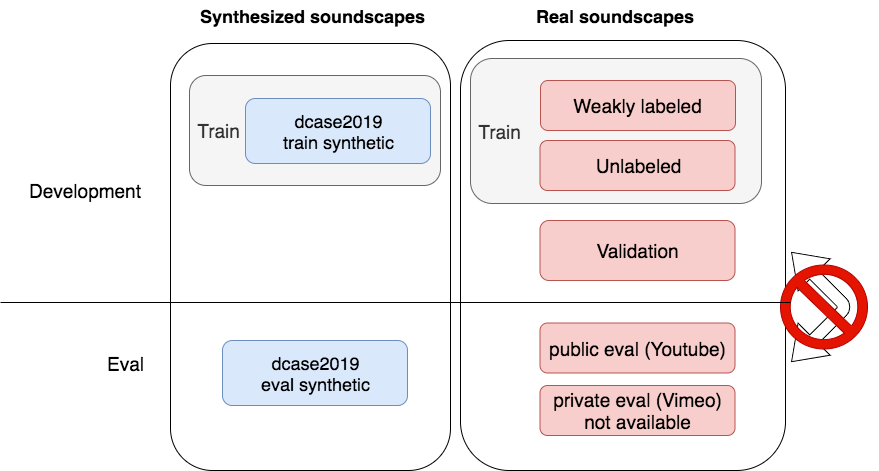 Synthesized soundscapes
Real soundscapes
Development
Train
dcase2019
train synthetic
Train
Weakly labeled
Unlabeled
Validation
Eval
dcase2019
eval synthetic
public eval (Youtube)
private eval (Vimeo)
not available